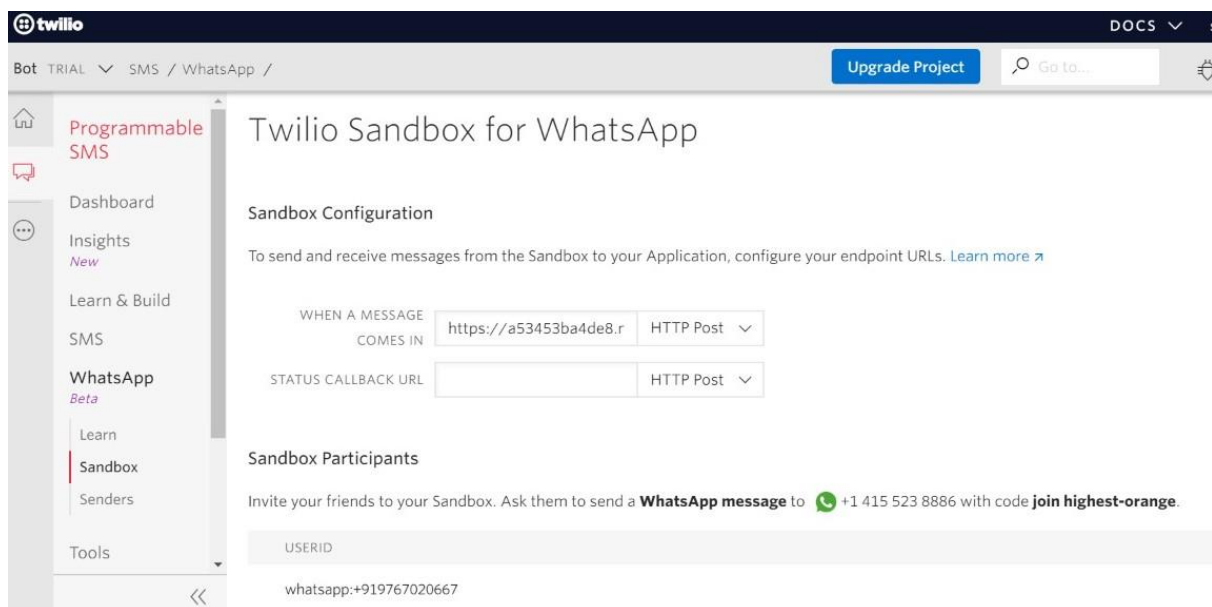 twilio
DOCS
Bot TRIAL SMS / WhatsApp /
Upgrade Project
Go to...
Programmable
SMS
Dashboard
Insights
New
Learn & Build
SMS
WhatsApp
Beta
Learn
Sandbox
Senders
Tools
Twilio Sandbox for WhatsApp
Sandbox Configuration
To send and receive messages from the Sandbox to your Application, configure your endpoint URLs. Learn more
WHEN A MESSAGE
COMES IN
https://a53453ba4de8.r
HTTP Post
STATUS CALLBACK URL
HTTP Post
Sandbox Participants
Invite your friends to your Sandbox. Ask them to send a WhatsApp message to +1 415 523 8886 with code join highest-orange.
USERID
whatsapp:+919767020667